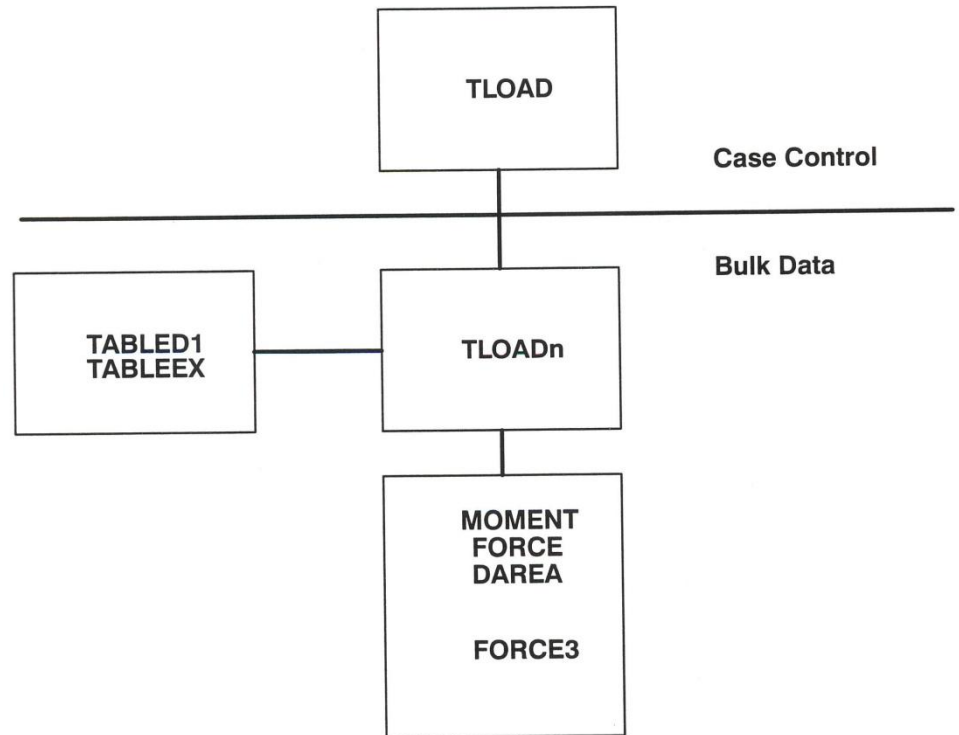 TLOAD
Case Control
Bulk Data
TABLED1
TABLEEX
TLOADn
MOMENT
FORCE
DAREA
FORCE3